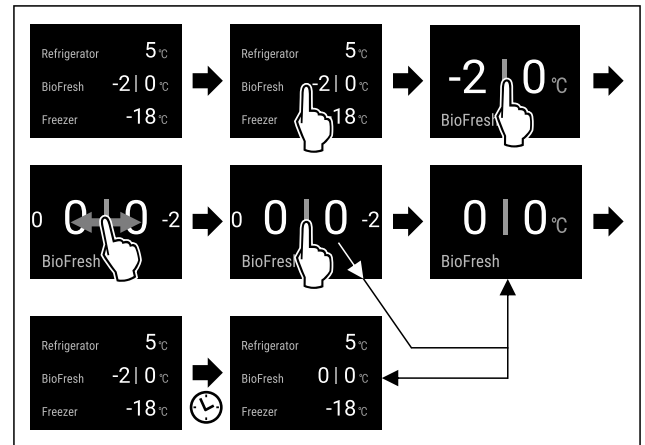 Refrigerator 5 °C
BioFresh -2 | 0 °C
Freezer -18 °C
Refrigerator 5 °C
BioFresh -2 | 0 °C
Freezer -18 °C
-2 | 0 °C
BioFresh
0 0 | 0 -2
BioFresh
0 0 | 0 -2
BioFresh
0 | 0 °C
BioFresh
Refrigerator 5 °C
BioFresh -2 | 0 °C
Freezer -18 °C
Refrigerator 5 °C
BioFresh 0 | 0 °C
Freezer -18 °C